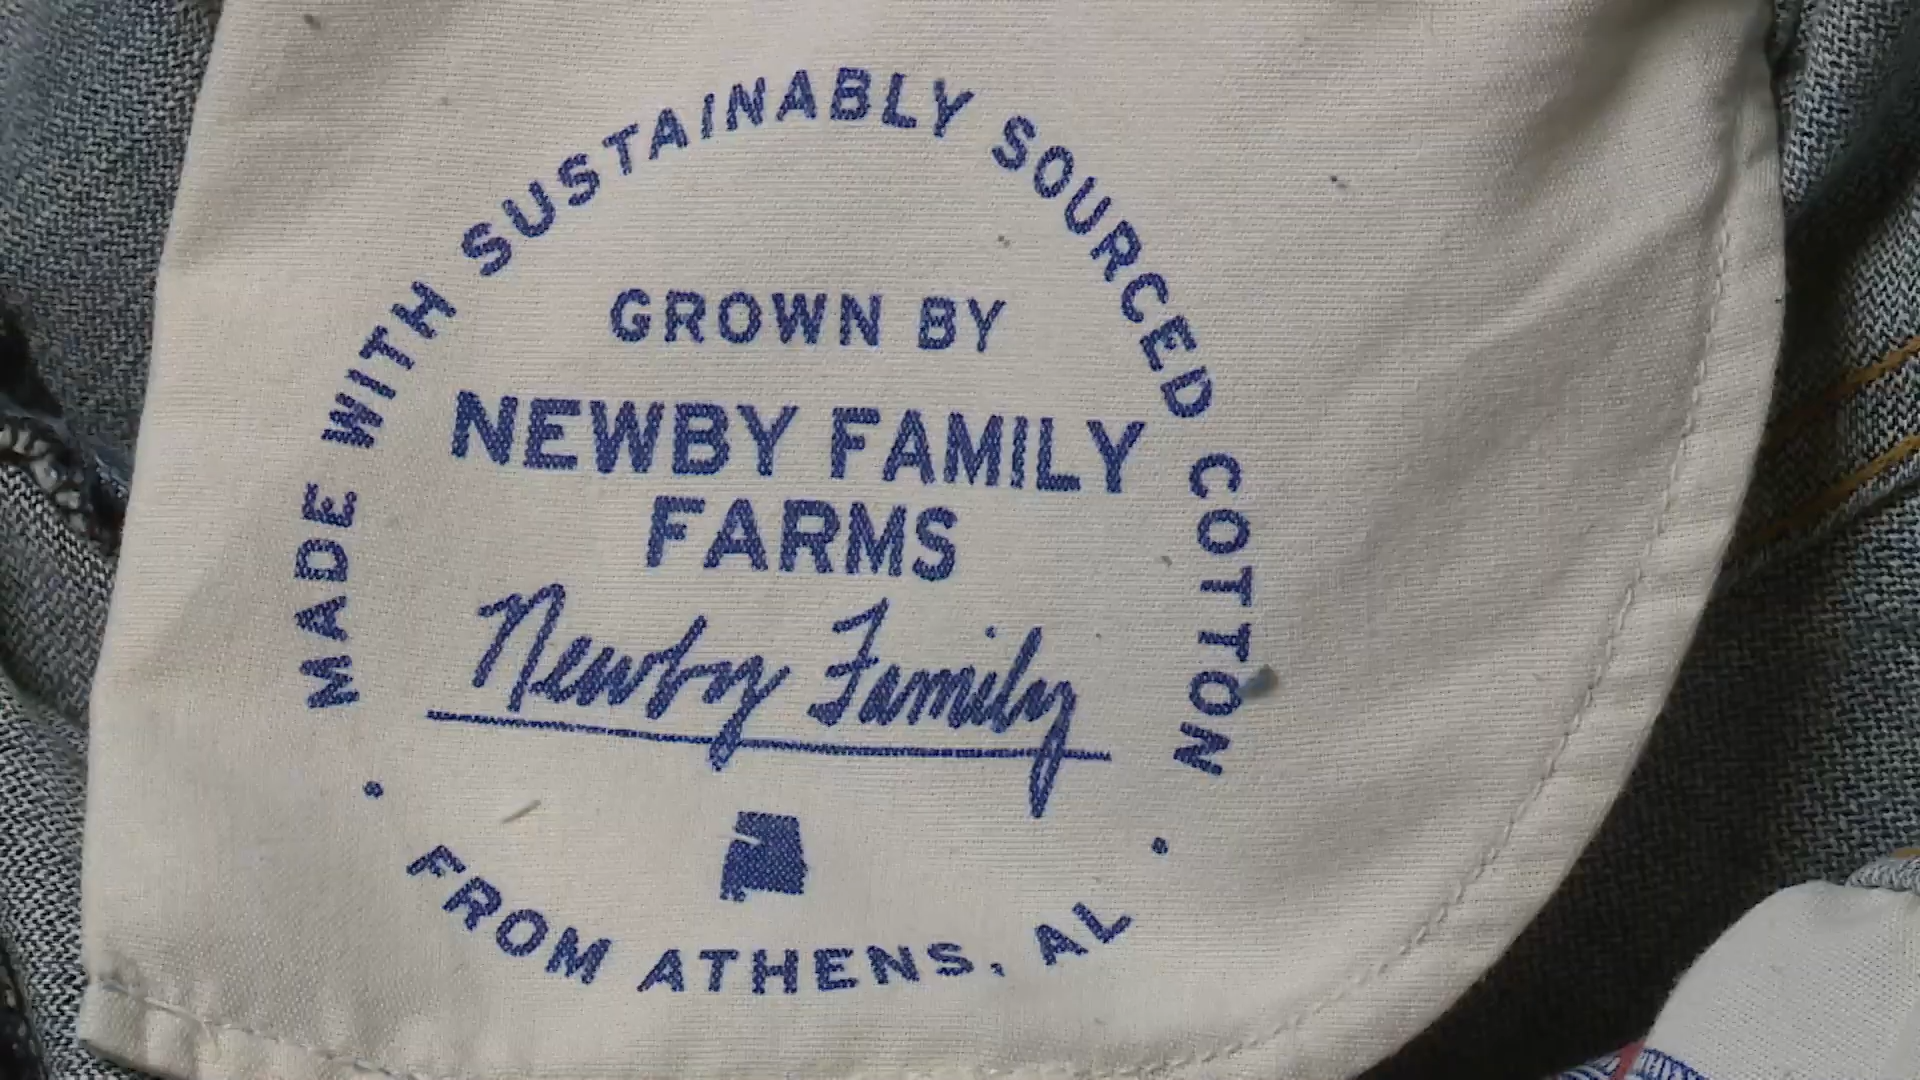 MADE WITH SUSTAINABLY SOURCED COTTON
GROWN BY
NEWBY FAMILY
FARMS
Newby Family
• FROM ATHENS, AL •